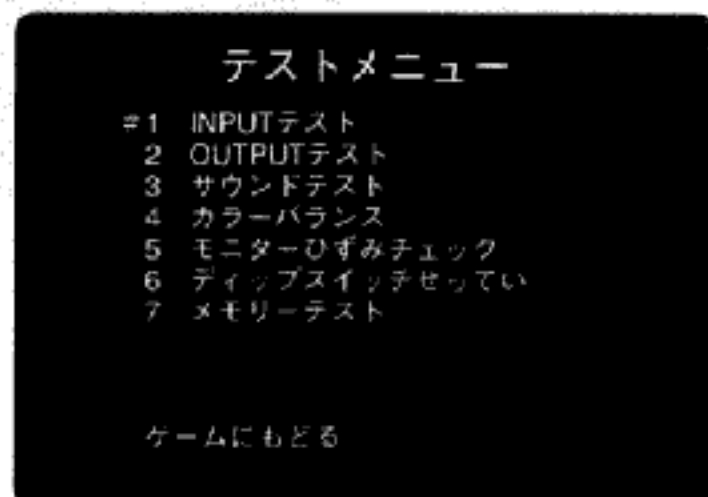 テストメニュー
#1 INPUTテスト
2 OUTPUTテスト
3 サウンドテスト
4 カラーバランス
5 モニターひずみチェック
6 ディップスイッチせってい
7 メモリーテスト
ゲームにもどる